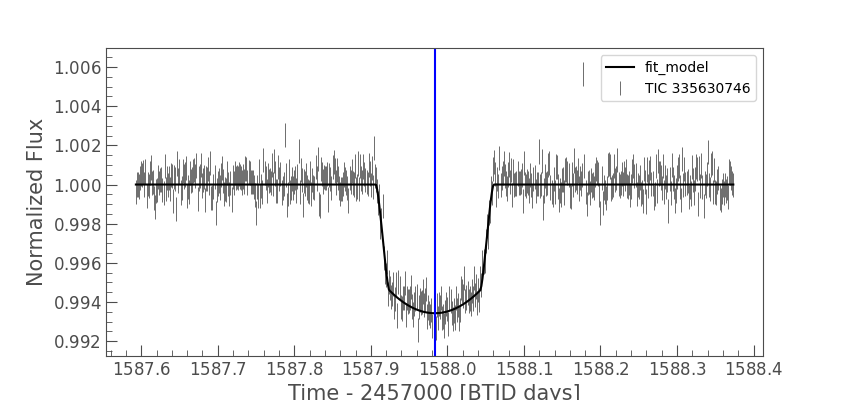 fit_model
TIC 335630746
1.006
1.004
1.002
1.000
0.998
0.996
0.994
0.992
Normalized Flux
1587.6 1587.7 1587.8 1587.9 1588.0 1588.1 1588.2 1588.3 1588.4
Time - 2457000 [BTJD days]